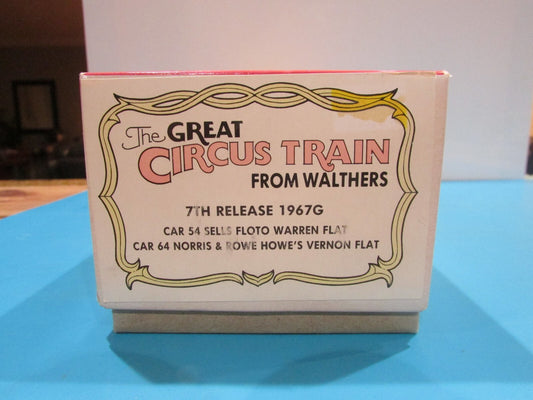 The GREAT
CIRCUS TRAIN
FROM WALTHERS
7TH RELEASE 1967G
CAR 54 SELLS FLOTO WARREN FLAT
CAR 64 NORRIS & ROWE HOWE'S VERNON FLAT